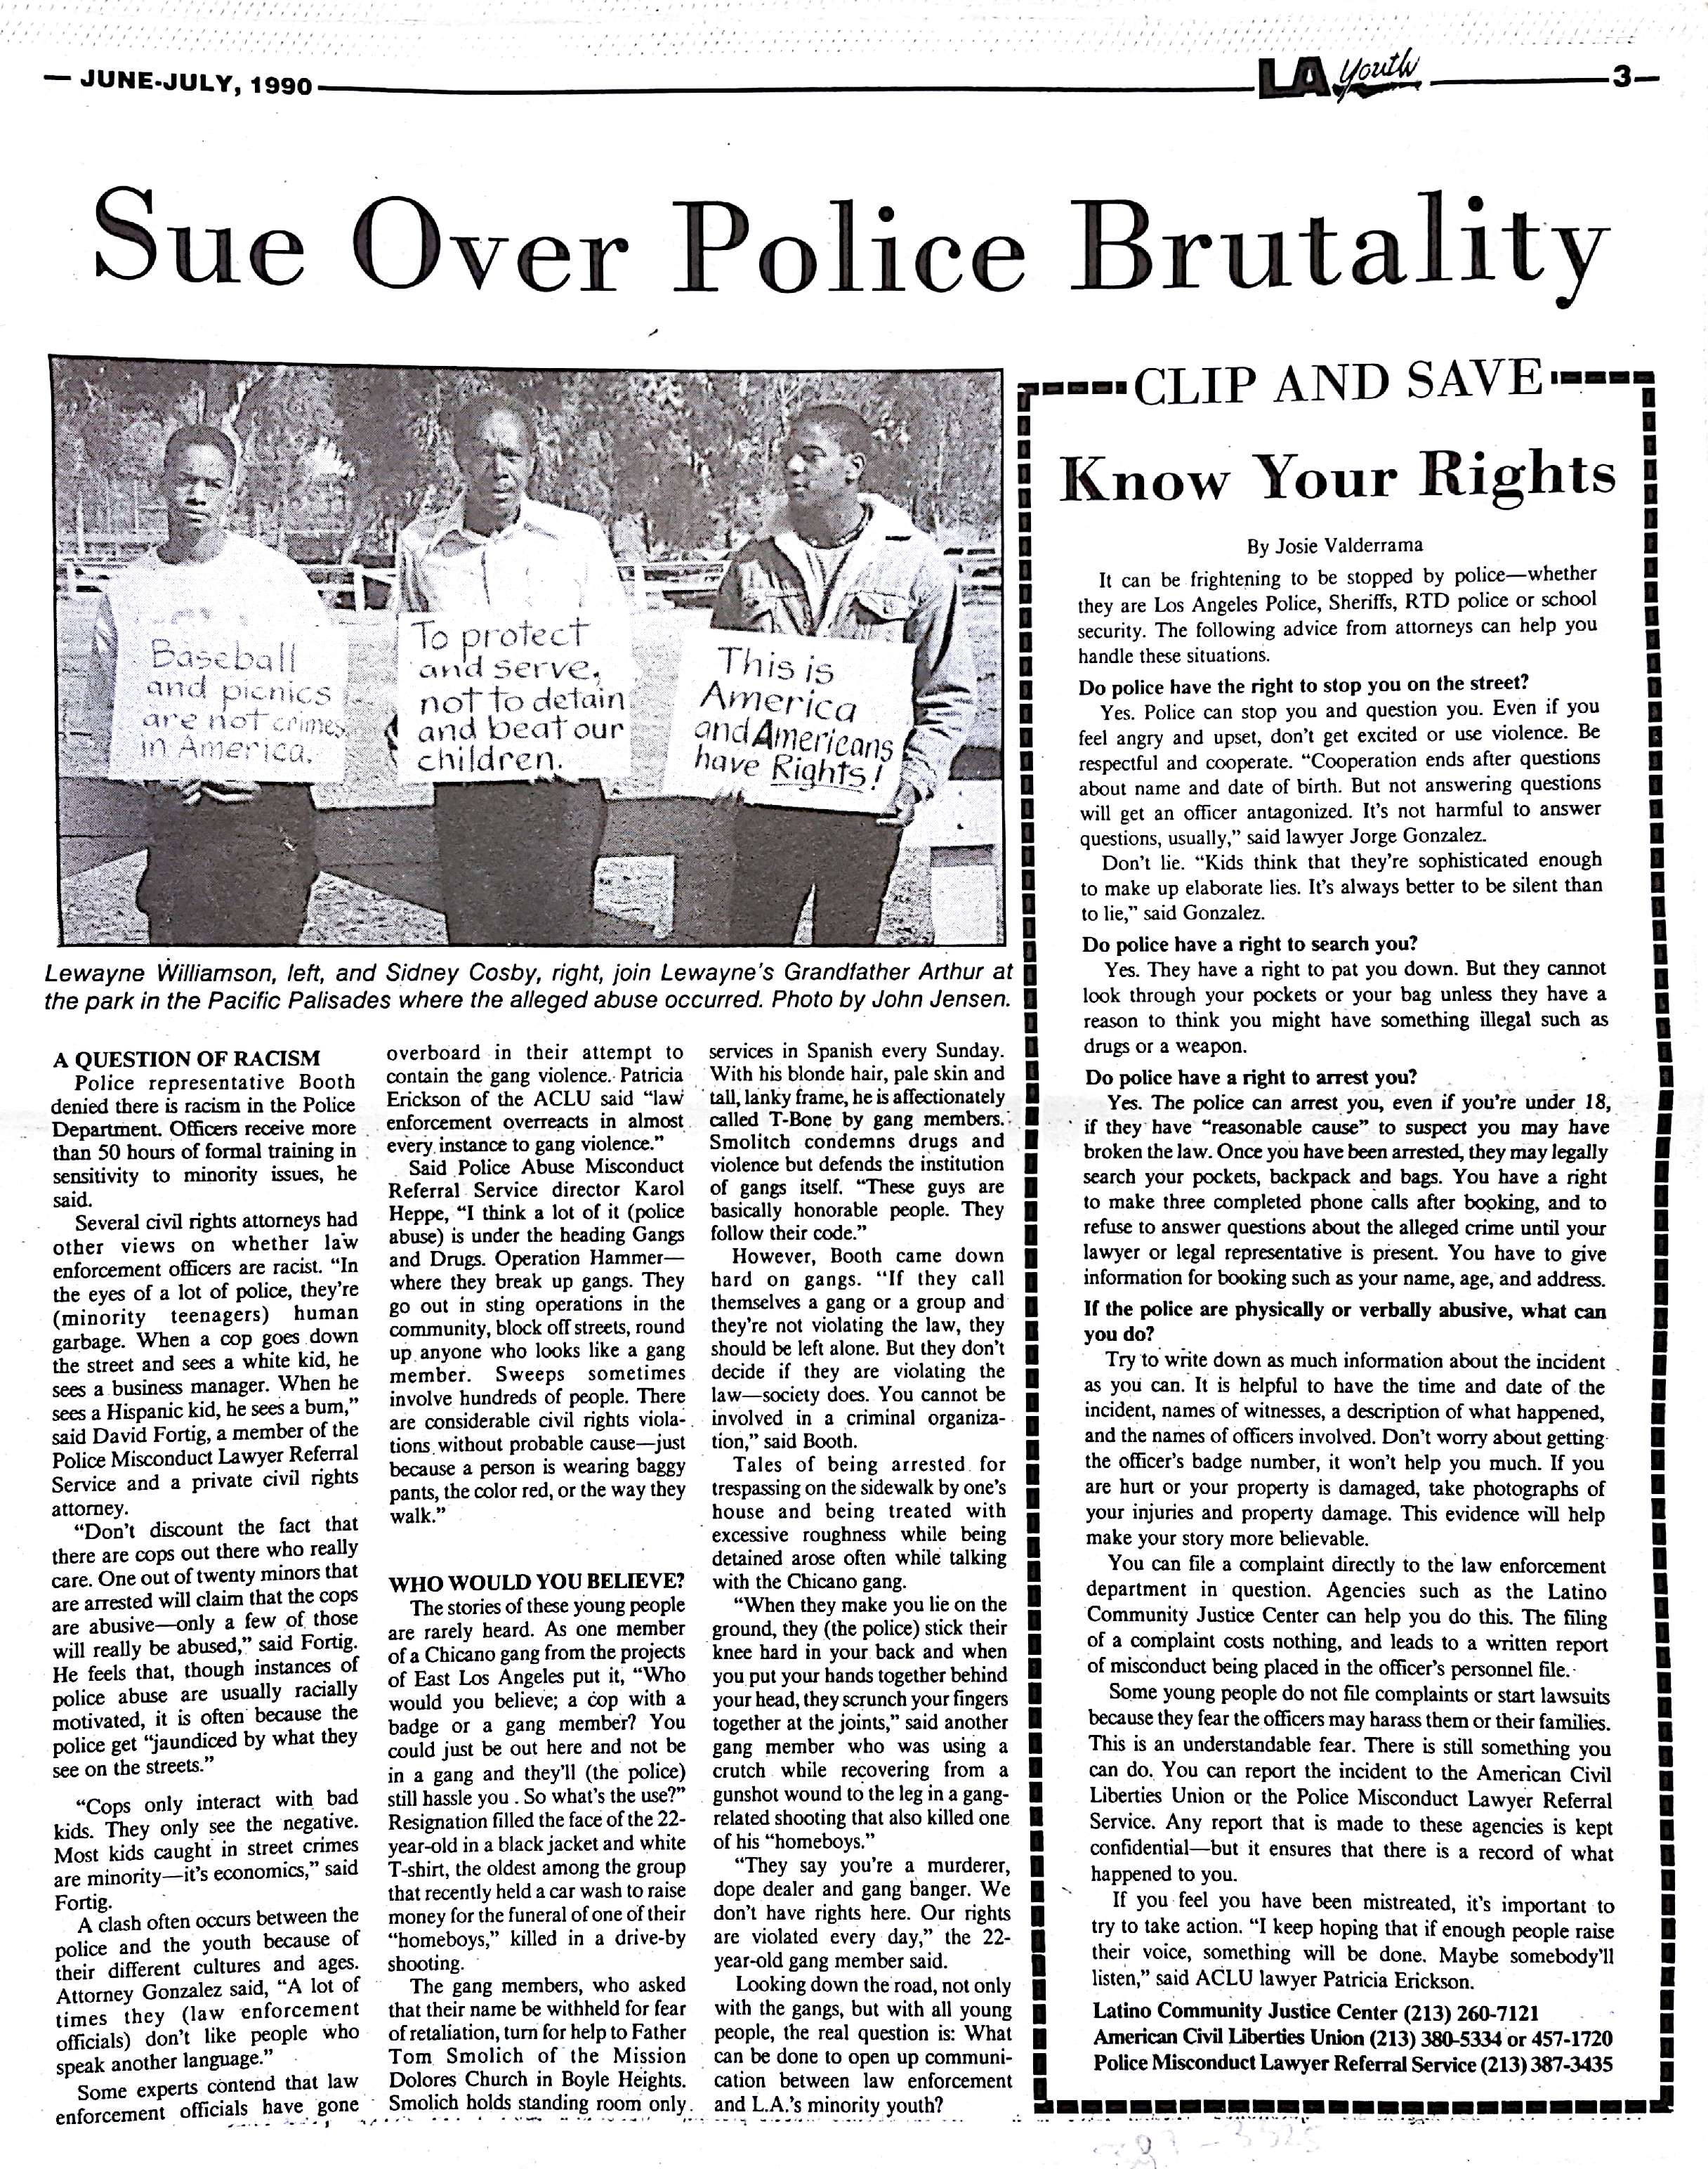 JUNE-JULY, 1990
LA Youth
3
Sue Over Police Brutality
Baseball
and picnics
are not crimes
in America.
To protect
and serve,
not to detain
and beat our
children.
This is
America
and Americans
have Rights!
Lewayne Williamson, left, and Sidney Cosby, right, join Lewayne's Grandfather Arthur at
the park in the Pacific Palisades where the alleged abuse occurred. Photo by John Jensen.
A QUESTION OF RACISM
Police representative Booth
denied there is racism in the Police
Department. Officers receive more
than 50 hours of formal training in
sensitivity to minority issues, he
said.
Several civil rights attorneys had
other views on whether law
enforcement officers are racist. “In
the eyes of a lot of police, they're
(minority teenagers) human
garbage. When a cop goes down
the street and sees a white kid, he
sees a business manager. When he
sees a Hispanic kid, he sees a bum,”
said David Fortig, a member of the
Police Misconduct Lawyer Referral
Service and a private civil rights
attorney.
“Don't discount the fact that
there are cops out there who really
care. One out of twenty minors that
are arrested will claim that the cops
are abusive—only a few of those
will really be abused,” said Fortig.
He feels that, though instances of
police abuse are usually racially
motivated, it is often because the
police get “jaundiced by what they
see on the streets.”
“Cops only interact with bad
kids. They only see the negative.
Most kids caught in street crimes
are minority—it's economics,” said
Fortig.
A clash often occurs between the
police and the youth because of
their different cultures and ages.
Attorney Gonzalez said, “A lot of
times they (law enforcement
officials) don't like people who
speak another language.”
Some experts contend that law
enforcement officials have gone
overboard in their attempt to
contain the gang violence. Patricia
Erickson of the ACLU said “law
enforcement overreacts in almost
every instance to gang violence.”
Said Police Abuse Misconduct
Referral Service director Karol
Heppe, “I think a lot of it (police
abuse) is under the heading Gangs
and Drugs. Operation Hammer—
where they break up gangs. They
go out in sting operations in the
community, block off streets, round
up anyone who looks like a gang
member. Sweeps sometimes
involve hundreds of people. There
are considerable civil rights viola-
tions without probable cause—just
because a person is wearing baggy
pants, the color red, or the way they
walk.”
WHO WOULD YOU BELIEVE?
The stories of these young people
are rarely heard. As one member
of a Chicano gang from the projects
of East Los Angeles put it, “Who
would you believe; a cop with a
badge or a gang member? You
could just be out here and not be
in a gang and they'll (the police)
still hassle you . So what's the use?”
Resignation filled the face of the 22-
year-old in a black jacket and white
T-shirt, the oldest among the group
that recently held a car wash to raise
money for the funeral of one of their
“homeboys,” killed in a drive-by
shooting.
The gang members, who asked
that their name be withheld for fear
of retaliation, turn for help to Father
Tom Smolich of the Mission
Dolores Church in Boyle Heights.
Smolich holds standing room only
services in Spanish every Sunday.
With his blonde hair, pale skin and
tall, lanky frame, he is affectionately
called T-Bone by gang members.
Smolitch condemns drugs and
violence but defends the institution
of gangs itself. “These guys are
basically honorable people. They
follow their code.”
However, Booth came down
hard on gangs. “If they call
themselves a gang or a group and
they're not violating the law, they
should be left alone. But they don't
decide if they are violating the
law—society does. You cannot be
involved in a criminal organiza-
tion,” said Booth.
Tales of being arrested for
trespassing on the sidewalk by one's
house and being treated with
excessive roughness while being
detained arose often while talking
with the Chicano gang.
“When they make you lie on the
ground, they (the police) stick their
knee hard in your back and when
you put your hands together behind
your head, they scrunch your fingers
together at the joints,” said another
gang member who was using a
crutch while recovering from a
gunshot wound to the leg in a gang-
related shooting that also killed one
of his “homeboys.”
“They say you're a murderer,
dope dealer and gang banger. We
don't have rights here. Our rights
are violated every day,” the 22-
year-old gang member said.
Looking down the road, not only
with the gangs, but with all young
people, the real question is: What
can be done to open up communi-
cation between law enforcement
and L.A.'s minority youth?
CLIP AND SAVE
Know Your Rights
By Josie Valderrama
It can be frightening to be stopped by police—whether
they are Los Angeles Police, Sheriffs, RTD police or school
security. The following advice from attorneys can help you
handle these situations.
Do police have the right to stop you on the street?
Yes. Police can stop you and question you. Even if you
feel angry and upset, don't get excited or use violence. Be
respectful and cooperate. “Cooperation ends after questions
about name and date of birth. But not answering questions
will get an officer antagonized. It's not harmful to answer
questions, usually,” said lawyer Jorge Gonzalez.
Don't lie. “Kids think that they're sophisticated enough
to make up elaborate lies. It's always better to be silent than
to lie,” said Gonzalez.
Do police have a right to search you?
Yes. They have a right to pat you down. But they cannot
look through your pockets or your bag unless they have a
reason to think you might have something illegal such as
drugs or a weapon.
Do police have a right to arrest you?
Yes. The police can arrest you, even if you're under 18,
if they have “reasonable cause” to suspect you may have
broken the law. Once you have been arrested, they may legally
search your pockets, backpack and bags. You have a right
to make three completed phone calls after booking, and to
refuse to answer questions about the alleged crime until your
lawyer or legal representative is present. You have to give
information for booking such as your name, age, and address.
If the police are physically or verbally abusive, what can
you do?
Try to write down as much information about the incident
as you can. It is helpful to have the time and date of the
incident, names of witnesses, a description of what happened,
and the names of officers involved. Don't worry about getting
the officer's badge number, it won't help you much. If you
are hurt or your property is damaged, take photographs of
your injuries and property damage. This evidence will help
make your story more believable.
You can file a complaint directly to the law enforcement
department in question. Agencies such as the Latino
Community Justice Center can help you do this. The filing
of a complaint costs nothing, and leads to a written report
of misconduct being placed in the officer's personnel file.
Some young people do not file complaints or start lawsuits
because they fear the officers may harass them or their families.
This is an understandable fear. There is still something you
can do. You can report the incident to the American Civil
Liberties Union or the Police Misconduct Lawyer Referral
Service. Any report that is made to these agencies is kept
confidential—but it ensures that there is a record of what
happened to you.
If you feel you have been mistreated, it's important to
try to take action. “I keep hoping that if enough people raise
their voice, something will be done. Maybe somebody'll
listen,” said ACLU lawyer Patricia Erickson.
Latino Community Justice Center (213) 260-7121
American Civil Liberties Union (213) 380-5334 or 457-1720
Police Misconduct Lawyer Referral Service (213) 387-3435